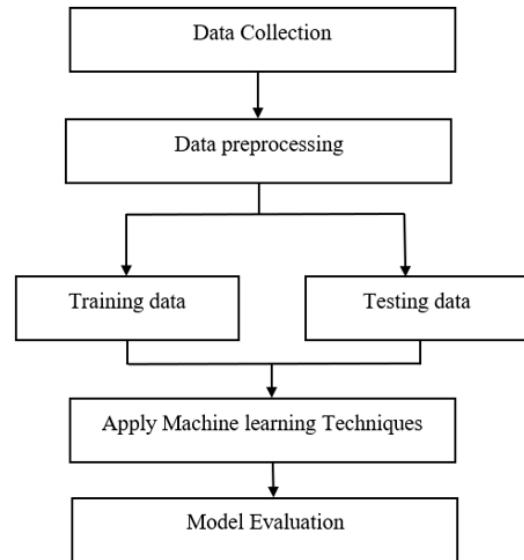 Data Collection
Data preprocessing
Training data
Testing data
Apply Machine learning Techniques
Model Evaluation